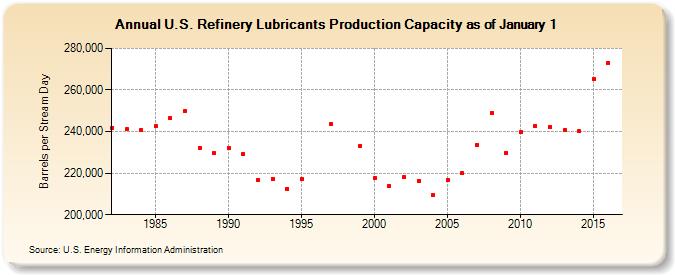 Annual U.S. Refinery Lubricants Production Capacity as of January 1
Barrels per Stream Day
280,000
260,000
240,000
220,000
200,000
1985 1990 1995 2000 2005 2010 2015
Source: U.S. Energy Information Administration